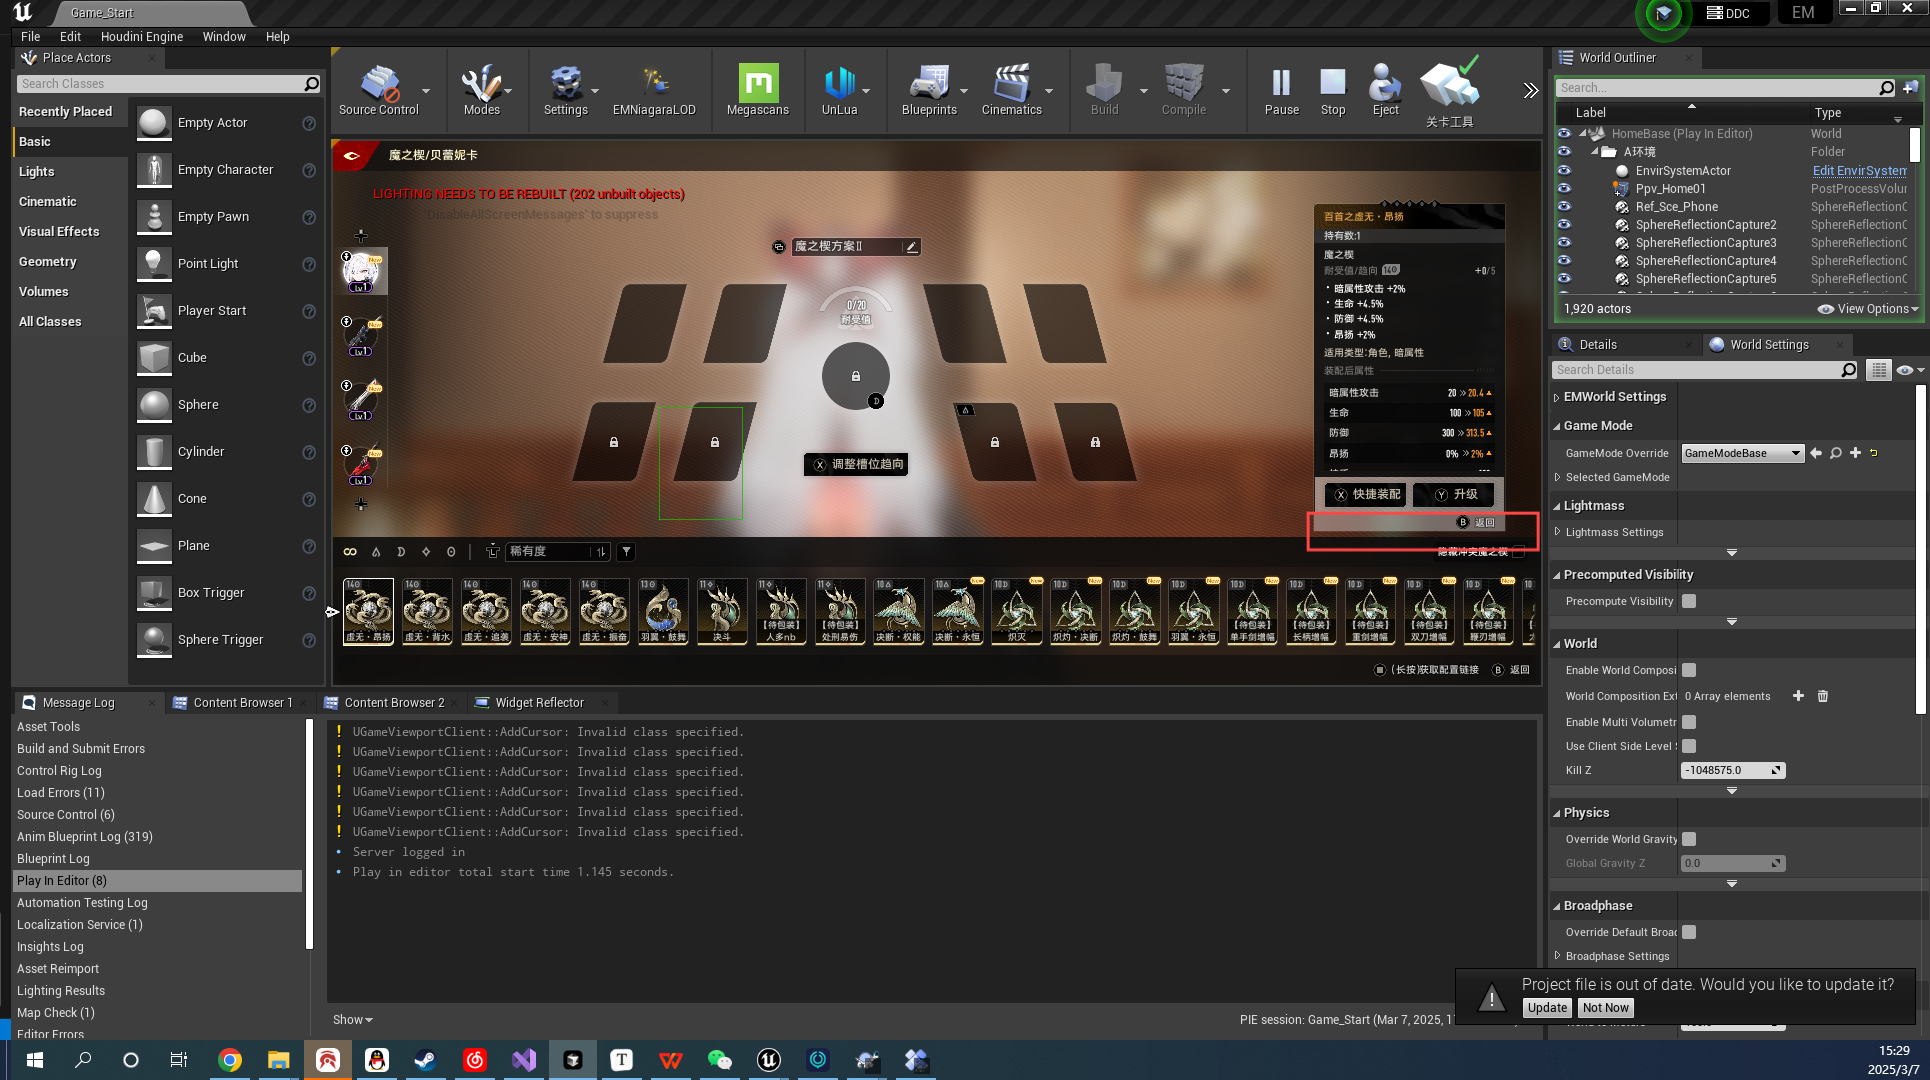 Game_Start
DDC
EM
File Edit Houdini Engine Window Help
Place Actors
Search Classes
Recently Placed
Basic
Lights
Cinematic
Visual Effects
Geometry
Volumes
All Classes
Empty Actor
Empty Character
Empty Pawn
Point Light
Player Start
Cube
Sphere
Cylinder
Cone
Plane
Box Trigger
Sphere Trigger
Source Control
Modes
Settings
EMNiagaraLOD
Megascans
UnLua
Blueprints
Cinematics
Build
Compile
Pause
Stop
Eject
关卡工具
魔之楔/贝蕾妮卡
LIGHTING NEEDS TO BE REBUILT (202 unbuilt objects)
'DisableAllScreenMessages' to suppress
New
Lv.1
New
Lv.1
New
Lv.1
New
Lv.1
魔之楔方案II
0/20
耐受值
D
X 调整槽位趋向
百首之虚无·昂扬
持有数:1
魔之楔
耐受值/趋向 14
+0/5
· 暗属性攻击 +2%
· 生命 +4.5%
· 防御 +4.5%
· 昂扬 +2%
适用类型:角色, 暗属性
装配后属性
暗属性攻击 20 » 20.4
生命 100 » 105
防御 300 » 313.5
昂扬 0% » 2%
X 快捷装配
Y 升级
B 返回
稀有度
隐藏冲突魔之楔
虚无·昂扬
虚无·背水
虚无·追袭
虚无·安神
虚无·振奋
羽翼·鼓舞
决斗
【待包装】人多nb
【待包装】处刑易伤
决断·权能
决断·永恒
炽灭
炽灼·决断
炽灼·鼓舞
羽翼·永恒
【待包装】单手剑增幅
【待包装】长柄增幅
【待包装】重剑增幅
【待包装】双刀增幅
【待包装】鞭刃增幅
(长按)获取配置链接
B 返回
Message Log
Content Browser 1
Content Browser 2
Widget Reflector
Asset Tools
Build and Submit Errors
Control Rig Log
Load Errors (11)
Source Control (6)
Anim Blueprint Log (319)
Blueprint Log
Play In Editor (8)
Automation Testing Log
Localization Service (1)
Insights Log
Asset Reimport
Lighting Results
Map Check (1)
Editor Errors
UGameViewportClient::AddCursor: Invalid class specified.
UGameViewportClient::AddCursor: Invalid class specified.
UGameViewportClient::AddCursor: Invalid class specified.
UGameViewportClient::AddCursor: Invalid class specified.
UGameViewportClient::AddCursor: Invalid class specified.
UGameViewportClient::AddCursor: Invalid class specified.
Server logged in
Play in editor total start time 1.145 seconds.
Show
PIE session: Game_Start (Mar 7, 2025, 1
World Outliner
Search...
Label Type
HomeBase (Play In Editor) World
A环境 Folder
EnvirSystemActor Edit EnvirSystem
Ppv_Home01 PostProcessVolur
Ref_Sce_Phone SphereReflectionC
SphereReflectionCapture2 SphereReflectionC
SphereReflectionCapture3 SphereReflectionC
SphereReflectionCapture4 SphereReflectionC
SphereReflectionCapture5 SphereReflectionC
1,920 actors
View Options
Details
World Settings
Search Details
EMWorld Settings
Game Mode
GameMode Override GameModeBase
Selected GameMode
Lightmass
Lightmass Settings
Precomputed Visibility
Precompute Visibility
World
Enable World Composi
World Composition Ext 0 Array elements
Enable Multi Volumetr
Use Client Side Level
Kill Z -1048575.0
Physics
Override World Gravity
Global Gravity Z 0.0
Broadphase
Override Default Broac
Broadphase Settings
Project file is out of date. Would you like to update it?
Update
Not Now
15:29
2025/3/7